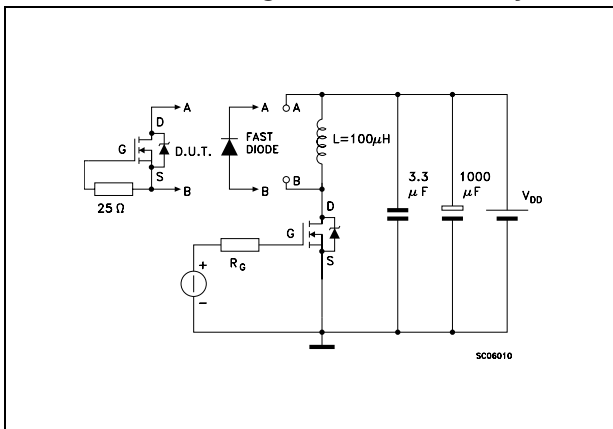 A
A
A
D
G
D.U.T.
FAST
DIODE
L=100μH
S
B
B
B
25 Ω
3.3
μF
1000
μF
V_DD
D
G
S
R_G
+
-
SC06010